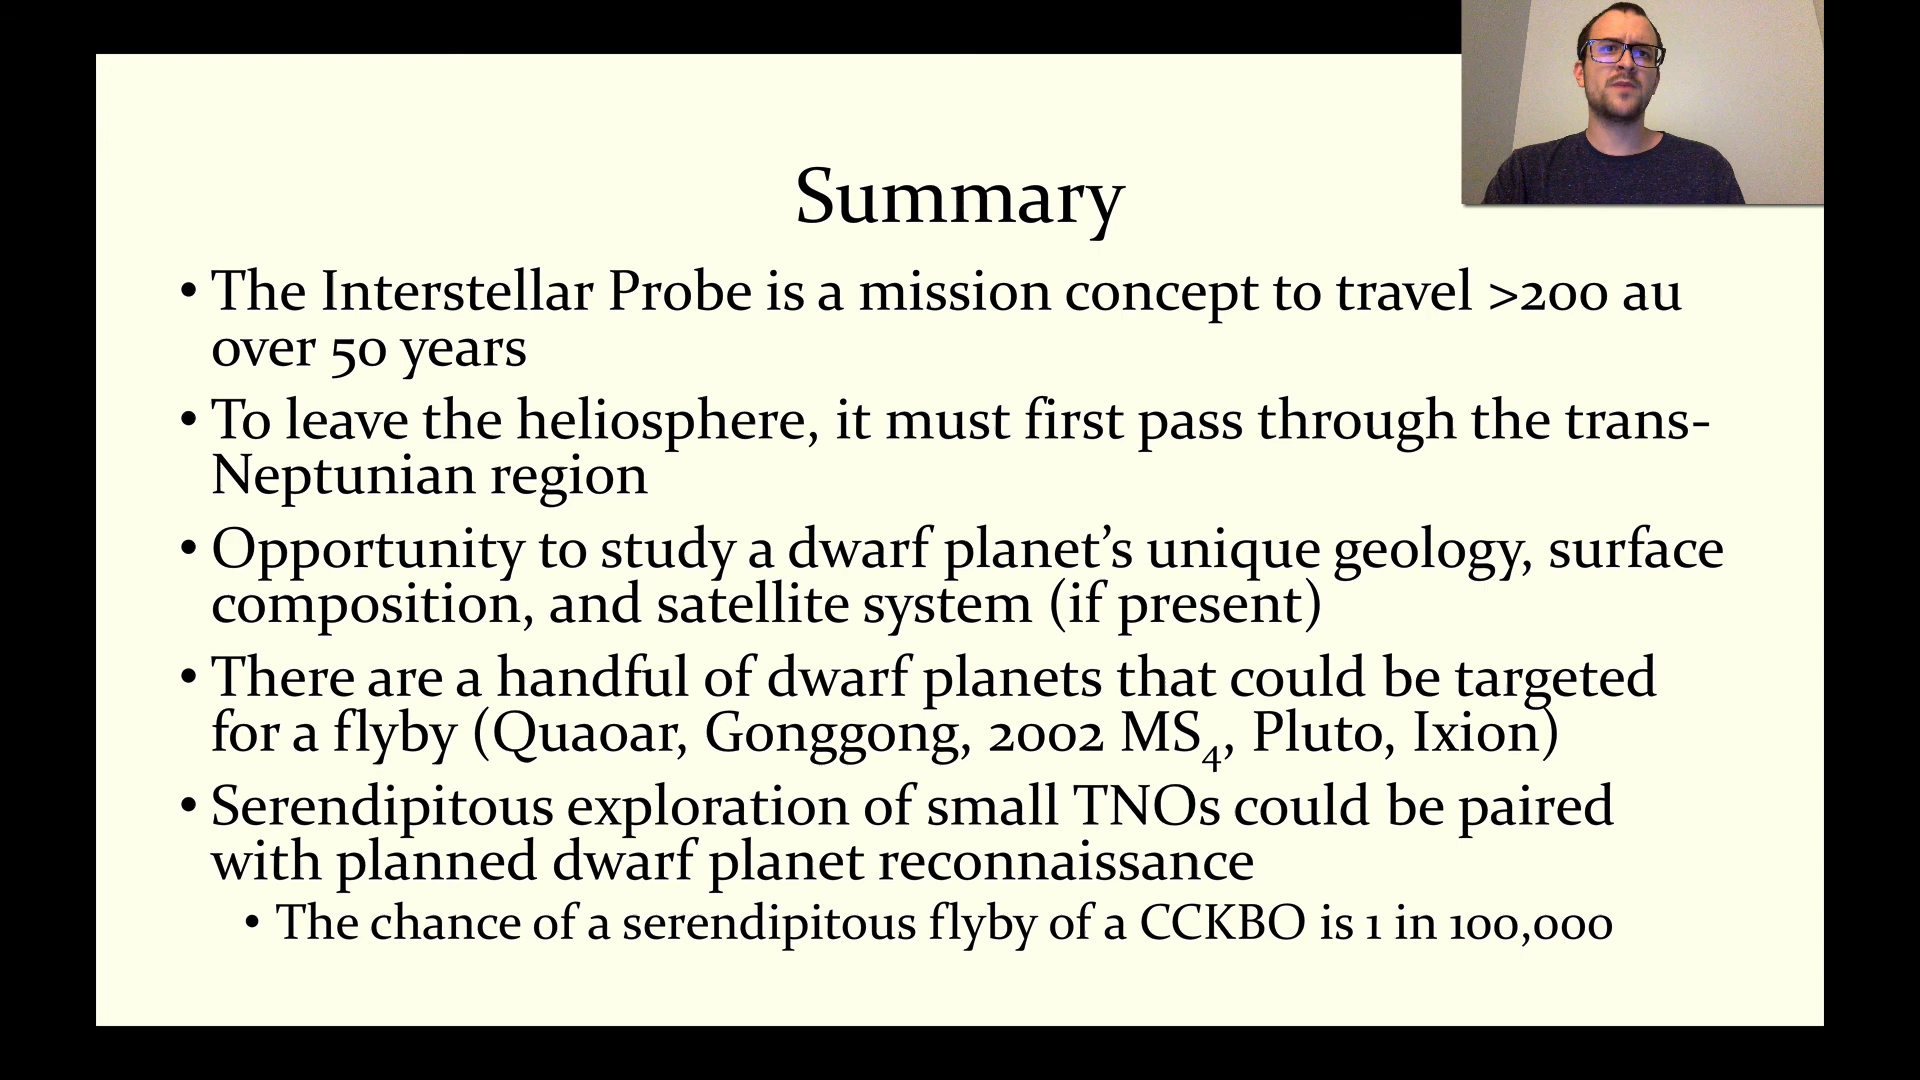 Summary
• The Interstellar Probe is a mission concept to travel >200 au
over 50 years
• To leave the heliosphere, it must first pass through the trans-
Neptunian region
• Opportunity to study a dwarf planet’s unique geology, surface
composition, and satellite system (if present)
• There are a handful of dwarf planets that could be targeted
for a flyby (Quaoar, Gonggong, 2002 MS₄, Pluto, Ixion)
• Serendipitous exploration of small TNOs could be paired
with planned dwarf planet reconnaissance
• The chance of a serendipitous flyby of a CCKBO is 1 in 100,000